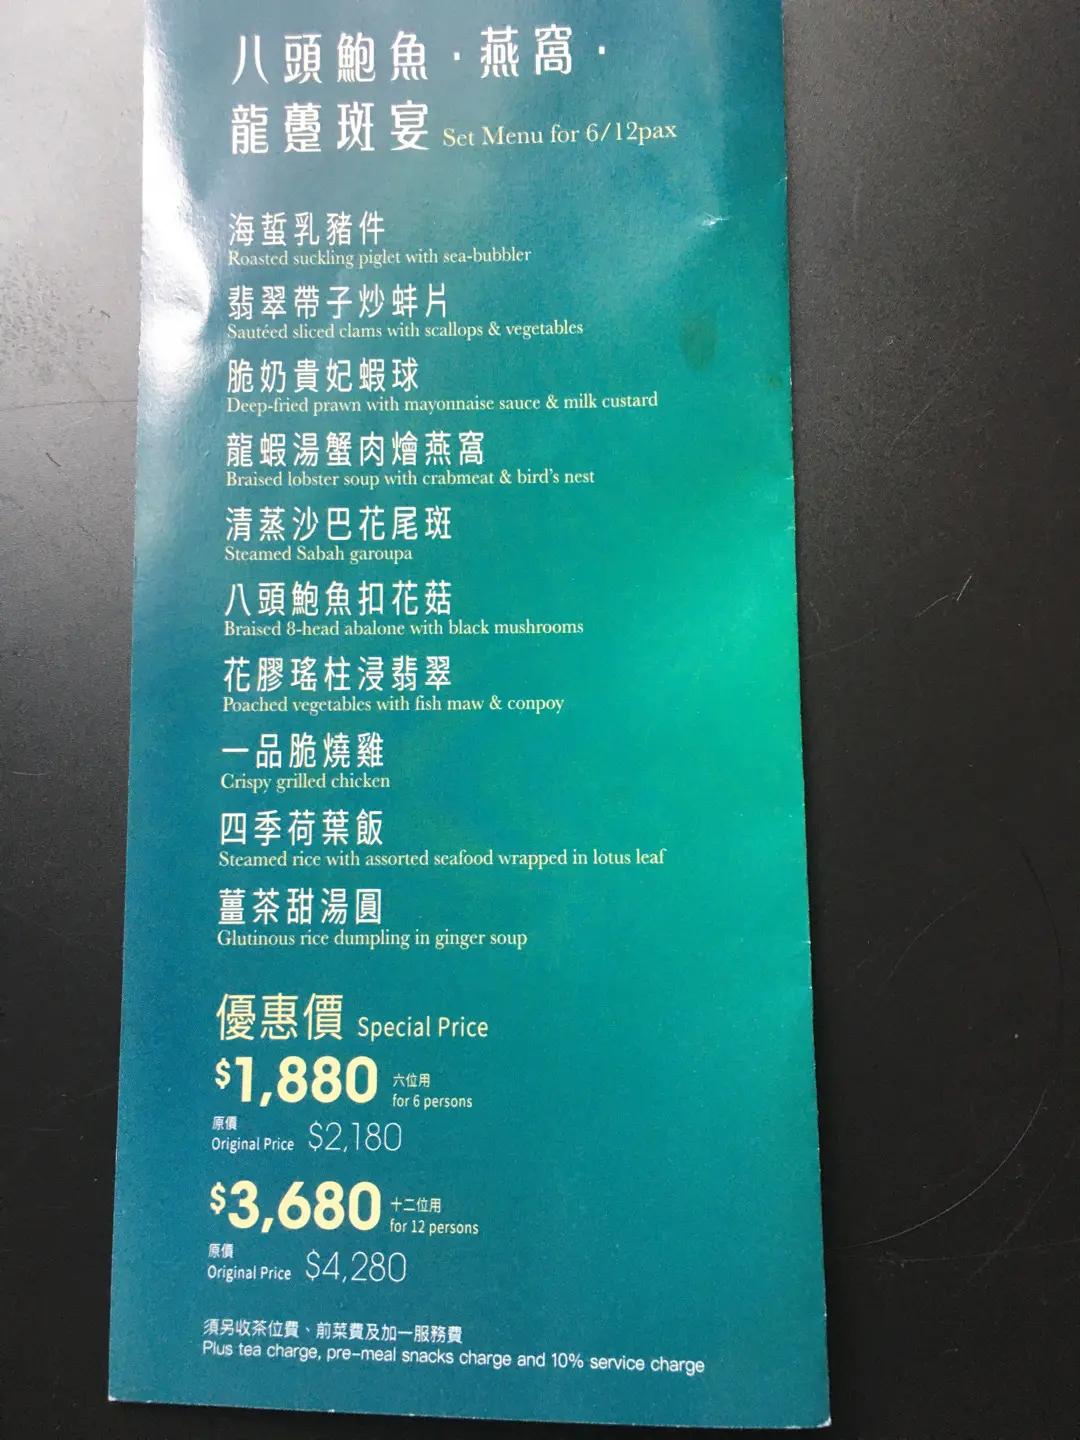 八頭鮑魚·燕窩·
龍躉斑宴 Set Menu for 6/12pax
海蜇乳豬件
Roasted suckling piglet with sea-bubbler
翡翠帶子炒蚌片
Sautéed sliced clams with scallops & vegetables
脆奶貴妃蝦球
Deep-fried prawn with mayonnaise sauce & milk custard
龍蝦湯蟹肉燴燕窩
Braised lobster soup with crabmeat & bird's nest
清蒸沙巴花尾斑
Steamed Sabah garoupa
八頭鮑魚扣花菇
Braised 8-head abalone with black mushrooms
花膠瑤柱浸翡翠
Poached vegetables with fish maw & conpoy
一品脆燒雞
Crispy grilled chicken
四季荷葉飯
Steamed rice with assorted seafood wrapped in lotus leaf
薑茶甜湯圓
Glutinous rice dumpling in ginger soup
優惠價 Special Price
$1,880 六位用
for 6 persons
原價
Original Price $2,180
$3,680 十二位用
for 12 persons
原價
Original Price $4,280
須另收茶位費、前菜費及加一服務費
Plus tea charge, pre-meal snacks charge and 10% service charge